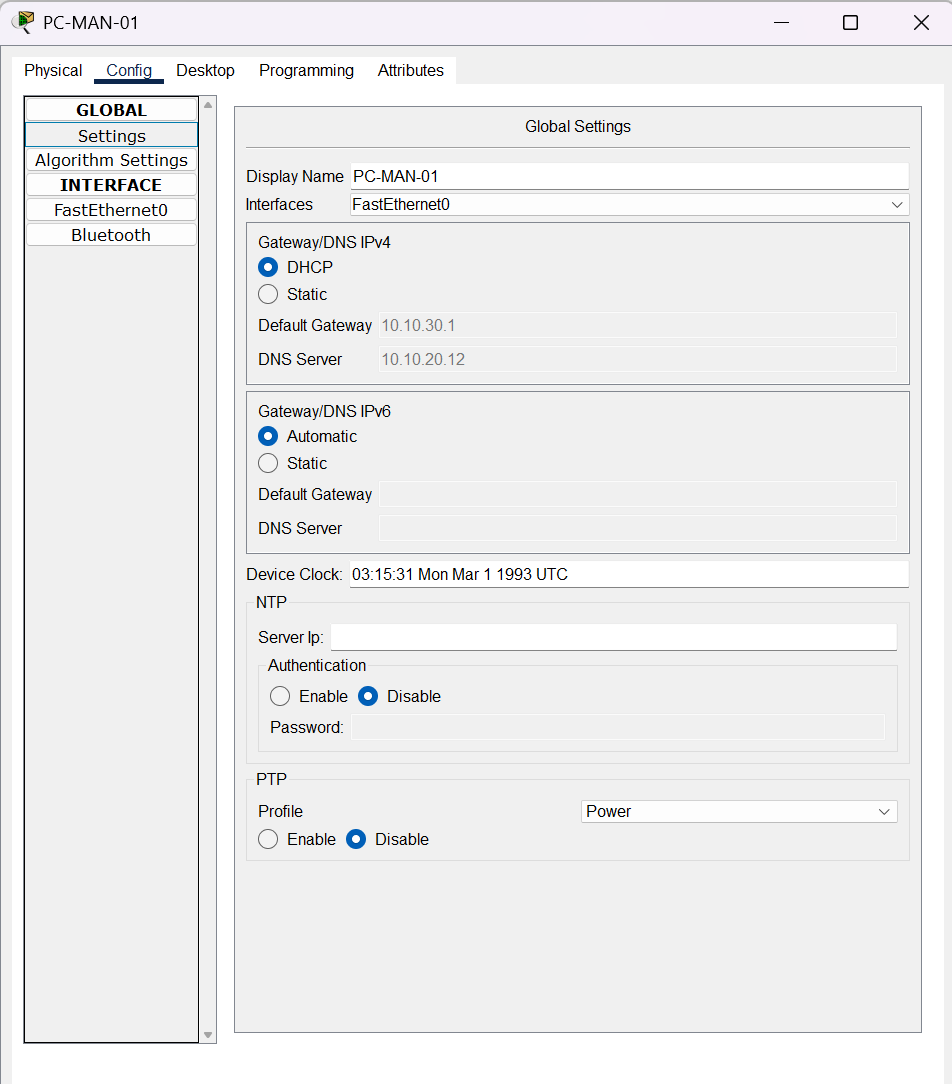 PC-MAN-01
Physical Config Desktop Programming Attributes
GLOBAL
Settings
Algorithm Settings
INTERFACE
FastEthernet0
Bluetooth
Global Settings
Display Name PC-MAN-01
Interfaces FastEthernet0
Gateway/DNS IPv4
DHCP
Static
Default Gateway 10.10.30.1
DNS Server 10.10.20.12
Gateway/DNS IPv6
Automatic
Static
Default Gateway
DNS Server
Device Clock: 03:15:31 Mon Mar 1 1993 UTC
NTP
Server Ip:
Authentication
Enable Disable
Password:
PTP
Profile Power
Enable Disable